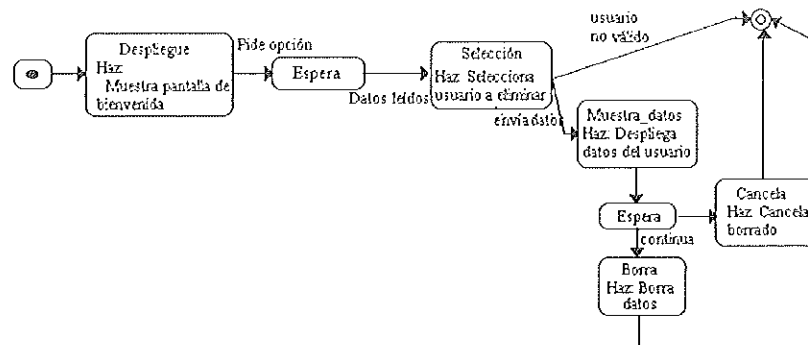 Despliegue
Haz:
Muestra pantalla de
bienvenida
Pide opción
Espera
Datos leídos
Selección
Haz: Selecciona
usuario a eliminar
usuario
no válido
envía datos
Muestra_datos
Haz: Despliega
datos del usuario
Espera
continua
Cancela
Haz: Cancela
borrado
Borra
Haz: Borra
datos